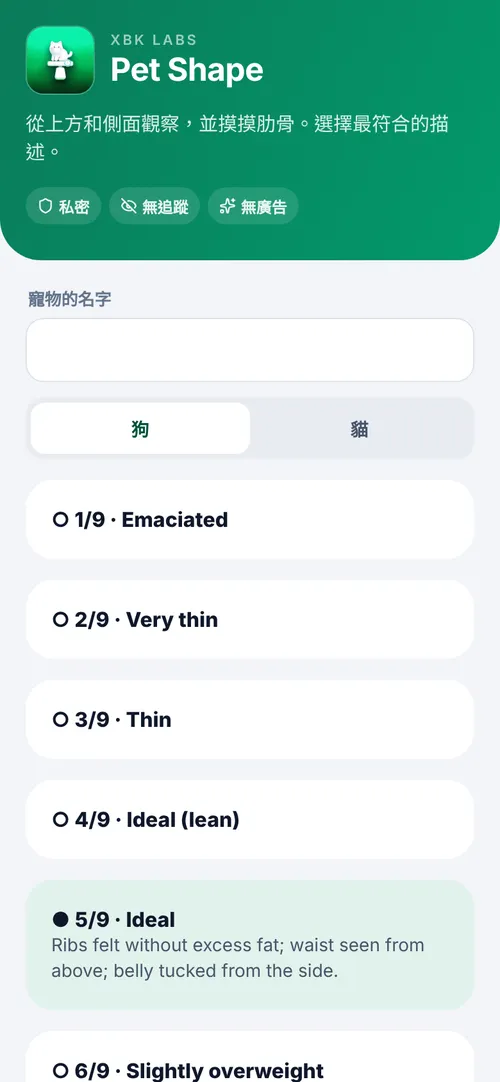 XBK LABS
Pet Shape
從上方和側面觀察，並摸摸肋骨。選擇最符合的描
述。
私密
無追蹤
無廣告
寵物的名字
狗
貓
1/9 · Emaciated
2/9 · Very thin
3/9 · Thin
4/9 · Ideal (lean)
5/9 · Ideal
Ribs felt without excess fat; waist seen from
above; belly tucked from the side.
6/9 · Slightly overweight